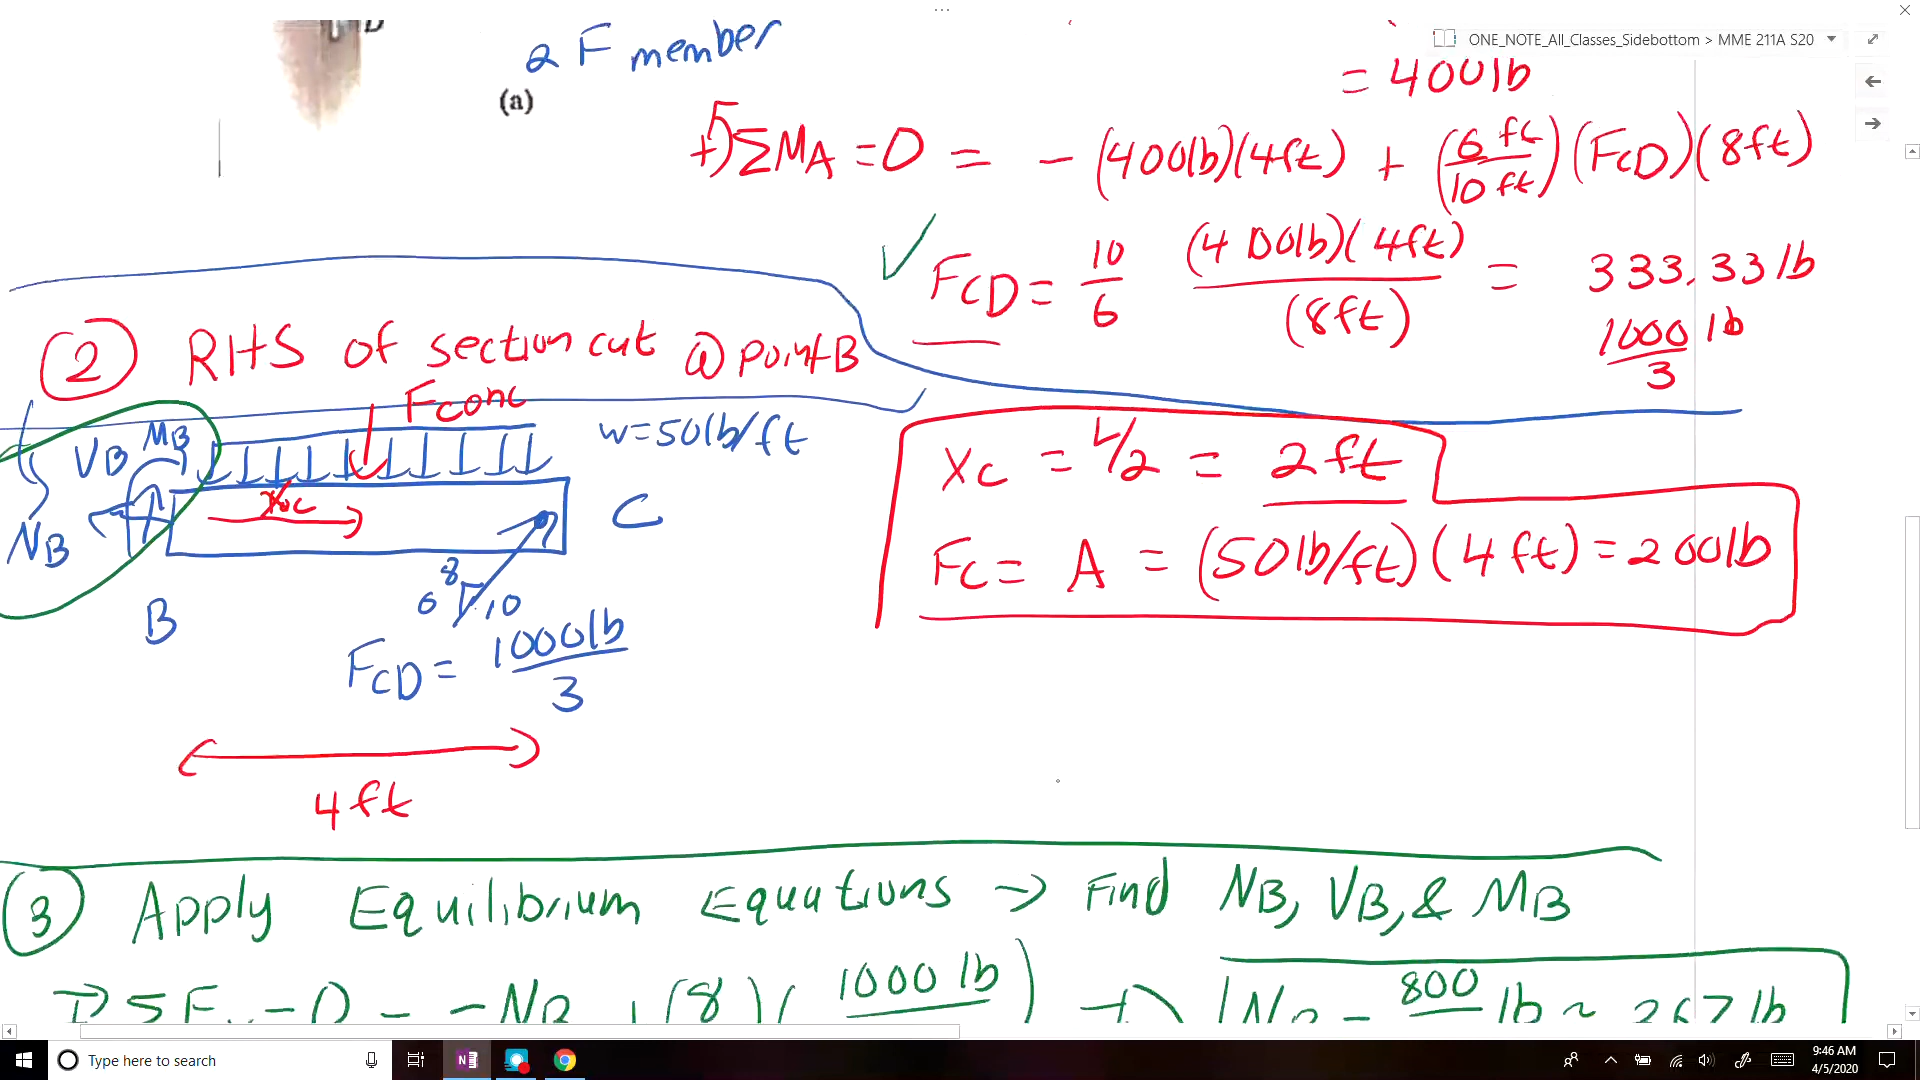 ONE_NOTE_All_Classes_Sidebottom > MME 211A S20
2 F member
(a)
= 400lb
+ΣMA = 0 = - (400lb)(4ft) + (6 ft/10 ft)(FCD)(8ft)
✓ FCD = 10/6 (400lb)(4ft)/(8ft) = 333.33 lb
1000/3 lb
2 RHS of section cut @ point B
Fconc
w=50lb/ft
VB MB
xc
NB
C
B
8
6 10
FCD = 1000lb/3
4ft
xc = L/2 = 2ft
Fc = A = (50lb/ft)(4ft) = 200lb
3 Apply Equilibrium Equations → Find NB, VB, & MB
1000 lb
800
lb ~ 267 lb
Type here to search
9:46 AM
4/5/2020